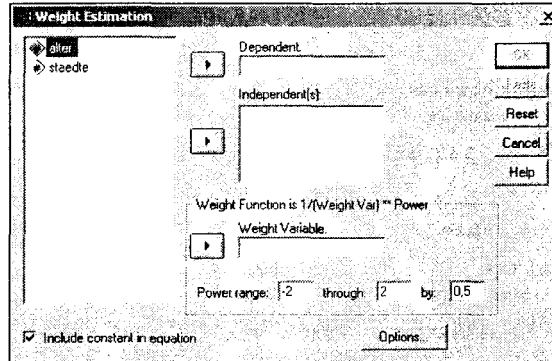 Weight Estimation
alter
staedte
Dependent:
Independent(s):
Weight Function is 1/(Weight Var) ** Power
Weight Variable:
Power range: -2 through 2 by: 0,5
Include constant in equation
Options...
OK
Reset
Cancel
Help